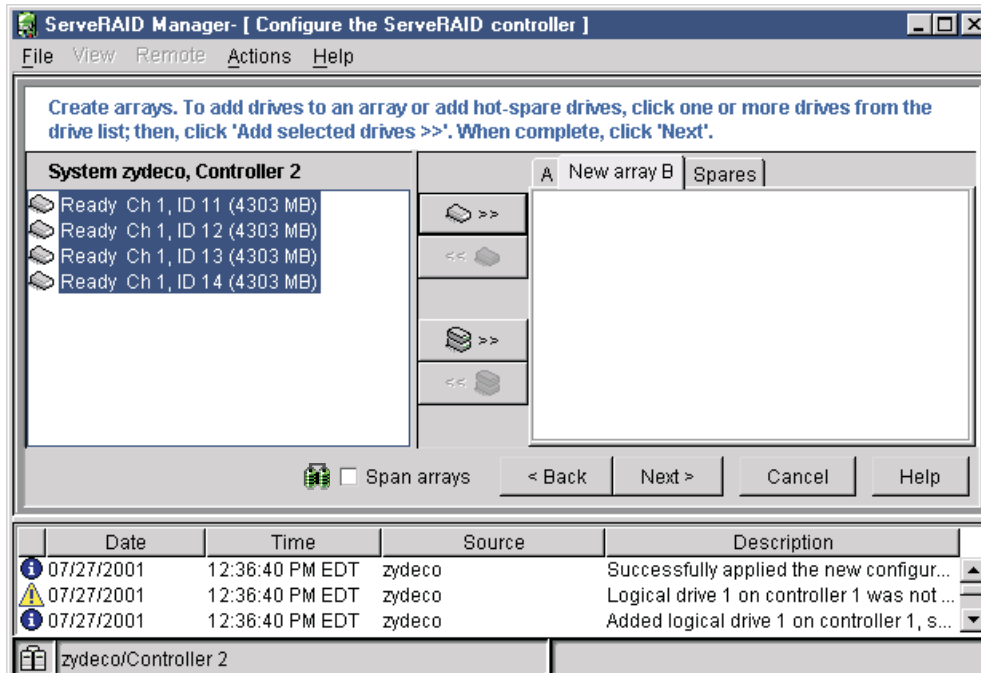 ServeRAID Manager- [ Configure the ServeRAID controller ]
File View Remote Actions Help
Create arrays. To add drives to an array or add hot-spare drives, click one or more drives from the
drive list; then, click 'Add selected drives >>'. When complete, click 'Next'.
System zydeco, Controller 2
A New array B Spares
Ready Ch 1, ID 11 (4303 MB)
Ready Ch 1, ID 12 (4303 MB)
Ready Ch 1, ID 13 (4303 MB)
Ready Ch 1, ID 14 (4303 MB)
>>
<<
>>
<<
Span arrays < Back Next > Cancel Help
Date Time Source Description
07/27/2001 12:36:40 PM EDT zydeco Successfully applied the new configur...
07/27/2001 12:36:40 PM EDT zydeco Logical drive 1 on controller 1 was not ...
07/27/2001 12:36:40 PM EDT zydeco Added logical drive 1 on controller 1, s...
zydeco/Controller 2